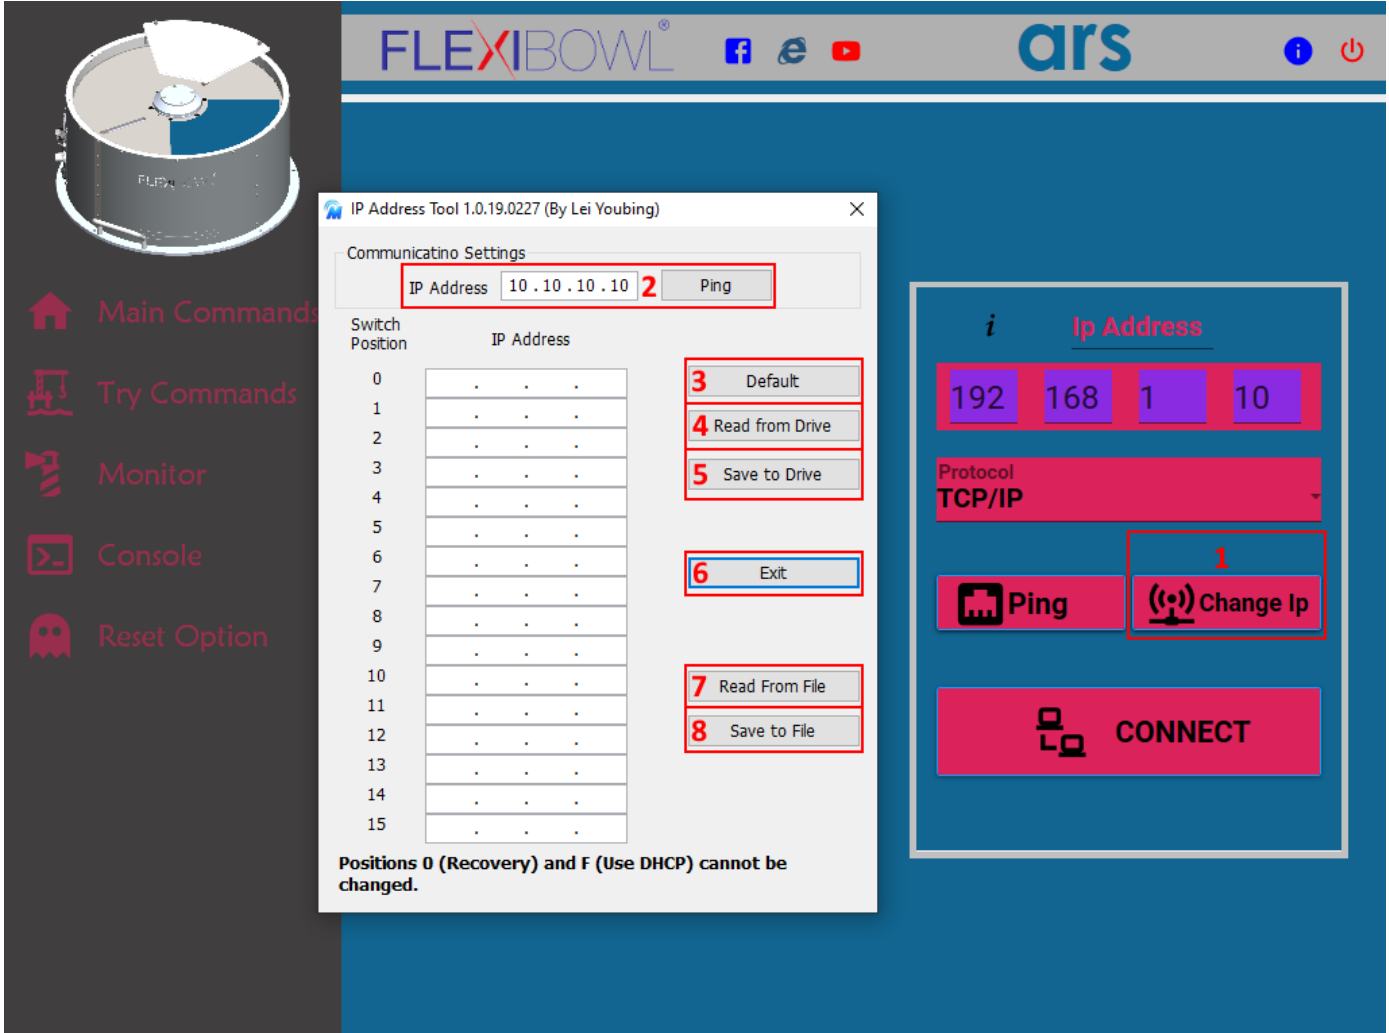 FLEXIBOWL®
ars
IP Address Tool 1.0.19.0227 (By Lei Youbing)
Communicatino Settings
IP Address 10 . 10 . 10 . 10 2 Ping
Switch Position
IP Address
0
1
2
3
4
5
6
7
8
9
10
11
12
13
14
15
3 Default
4 Read from Drive
5 Save to Drive
6 Exit
7 Read From File
8 Save to File
Positions 0 (Recovery) and F (Use DHCP) cannot be
changed.
Main Commands
Try Commands
Monitor
Console
Reset Option
i Ip Address
192 168 1 10
Protocol
TCP/IP
1
Ping
Change Ip
CONNECT